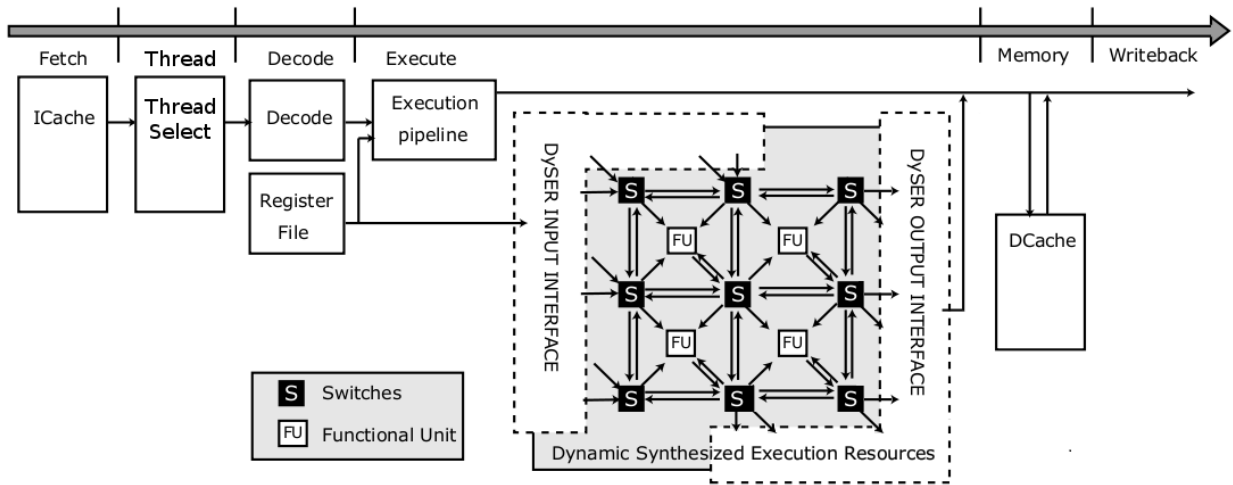 Fetch
Thread
Decode
Execute
Memory
Writeback
ICache
Thread
Select
Decode
Execution
pipeline
Register
File
DySER INPUT INTERFACE
S
S
S
FU
FU
S
S
S
FU
FU
S
S
S
DySER OUTPUT INTERFACE
DCache
S Switches
FU Functional Unit
Dynamic Synthesized Execution Resources